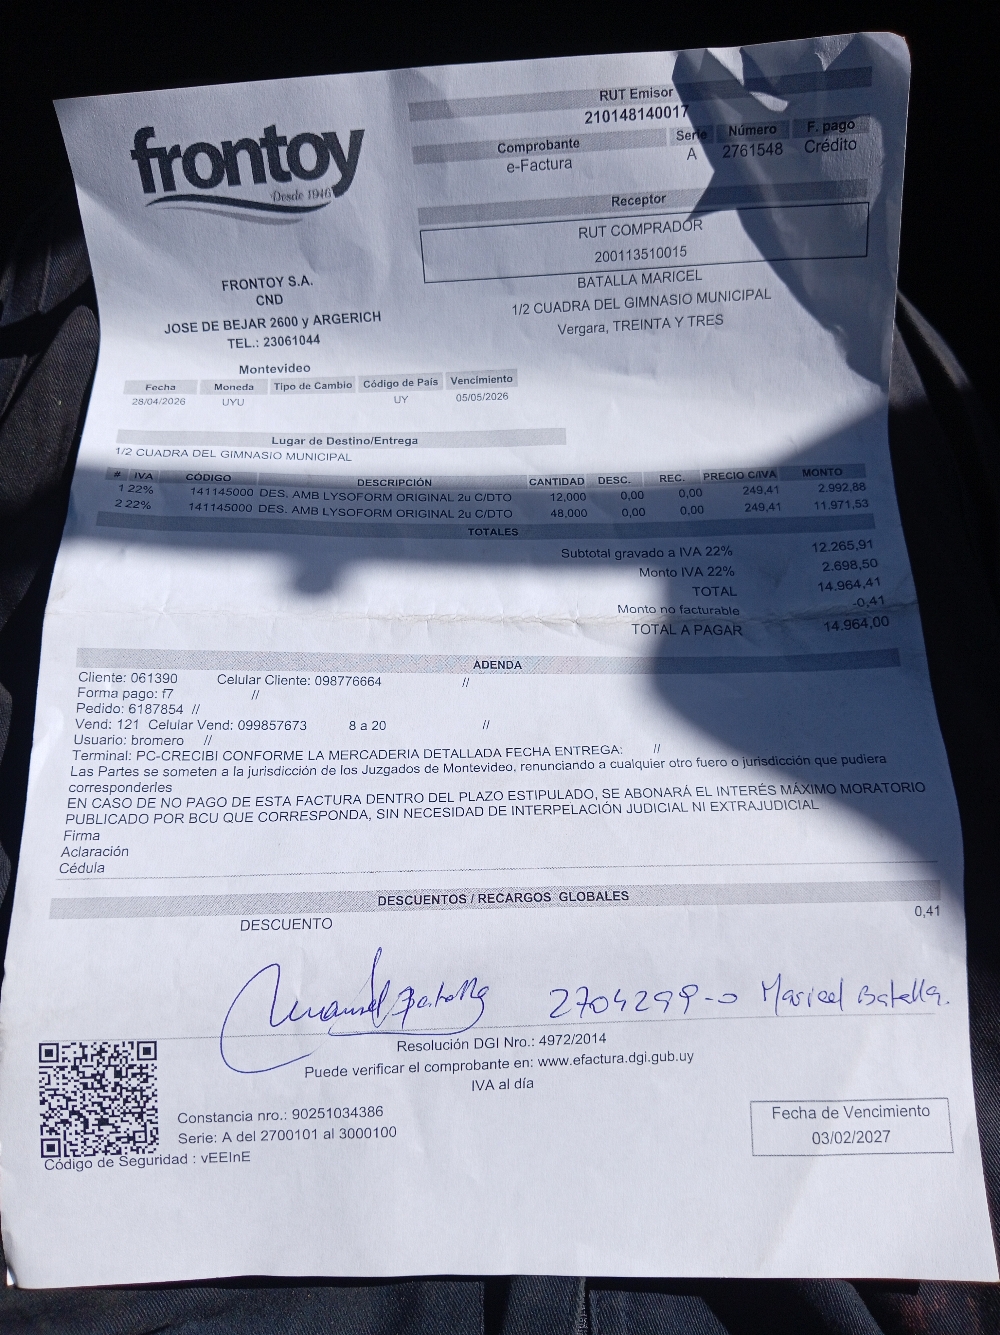 frontoy
Desde 1946
FRONTOY S.A.
CND
JOSE DE BEJAR 2600 y ARGERICH
TEL.: 23061044
Montevideo
RUT Emisor
210148140017
Comprobante Serie Número F. pago
e-Factura A 2761548 Crédito
Receptor
RUT COMPRADOR
200113510015
BATALLA MARICEL
1/2 CUADRA DEL GIMNASIO MUNICIPAL
Vergara, TREINTA Y TRES
Fecha Moneda Tipo de Cambio Código de País Vencimiento
28/04/2026 UYU UY 05/05/2026
Lugar de Destino/Entrega
1/2 CUADRA DEL GIMNASIO MUNICIPAL
# IVA CÓDIGO DESCRIPCIÓN CANTIDAD DESC. REC. PRECIO C/IVA MONTO
1 22% 141145000 DES. AMB LYSOFORM ORIGINAL 2u C/DTO 12,000 0,00 0,00 249,41 2.992,88
2 22% 141145000 DES. AMB LYSOFORM ORIGINAL 2u C/DTO 48,000 0,00 0,00 249,41 11.971,53
TOTALES
Subtotal gravado a IVA 22% 12.265,91
Monto IVA 22% 2.698,50
TOTAL 14.964,41
Monto no facturable -0,41
TOTAL A PAGAR 14.964,00
ADENDA
Cliente: 061390 Celular Cliente: 098776664 //
Forma pago: f7 //
Pedido: 6187854 //
Vend: 121 Celular Vend: 099857673 8 a 20 //
Usuario: bromero //
Terminal: PC-CRECIBI CONFORME LA MERCADERIA DETALLADA FECHA ENTREGA: //
Las Partes se someten a la jurisdicción de los Juzgados de Montevideo, renunciando a cualquier otro fuero o jurisdicción que pudiera
corresponderles
EN CASO DE NO PAGO DE ESTA FACTURA DENTRO DEL PLAZO ESTIPULADO, SE ABONARÁ EL INTERÉS MÁXIMO MORATORIO
PUBLICADO POR BCU QUE CORRESPONDA, SIN NECESIDAD DE INTERPELACIÓN JUDICIAL NI EXTRAJUDICIAL
Firma
Aclaración
Cédula
DESCUENTOS / RECARGOS GLOBALES
DESCUENTO 0,41
2704299-0 Maricel Batalla.
Resolución DGI Nro.: 4972/2014
Puede verificar el comprobante en: www.efactura.dgi.gub.uy
IVA al día
Constancia nro.: 90251034386
Serie: A del 2700101 al 3000100
Código de Seguridad : vEEInE
Fecha de Vencimiento
03/02/2027